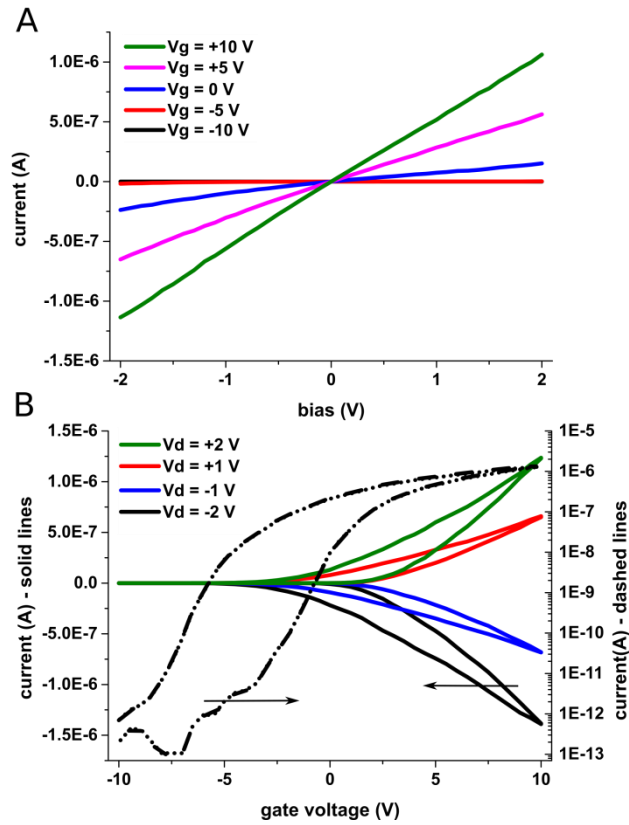 A
Vg = +10 V
Vg = +5 V
Vg = 0 V
Vg = -5 V
Vg = -10 V
1.0E-6
5.0E-7
0.0
-5.0E-7
-1.0E-6
-1.5E-6
current (A)
-2
-1
0
1
2
bias (V)
B
Vd = +2 V
Vd = +1 V
Vd = -1 V
Vd = -2 V
1.5E-6
1.0E-6
5.0E-7
0.0
-5.0E-7
-1.0E-6
-1.5E-6
current (A) - solid lines
1E-5
1E-6
1E-7
1E-8
1E-9
1E-10
1E-11
1E-12
1E-13
current(A) - dashed lines
-10
-5
0
5
10
gate voltage (V)